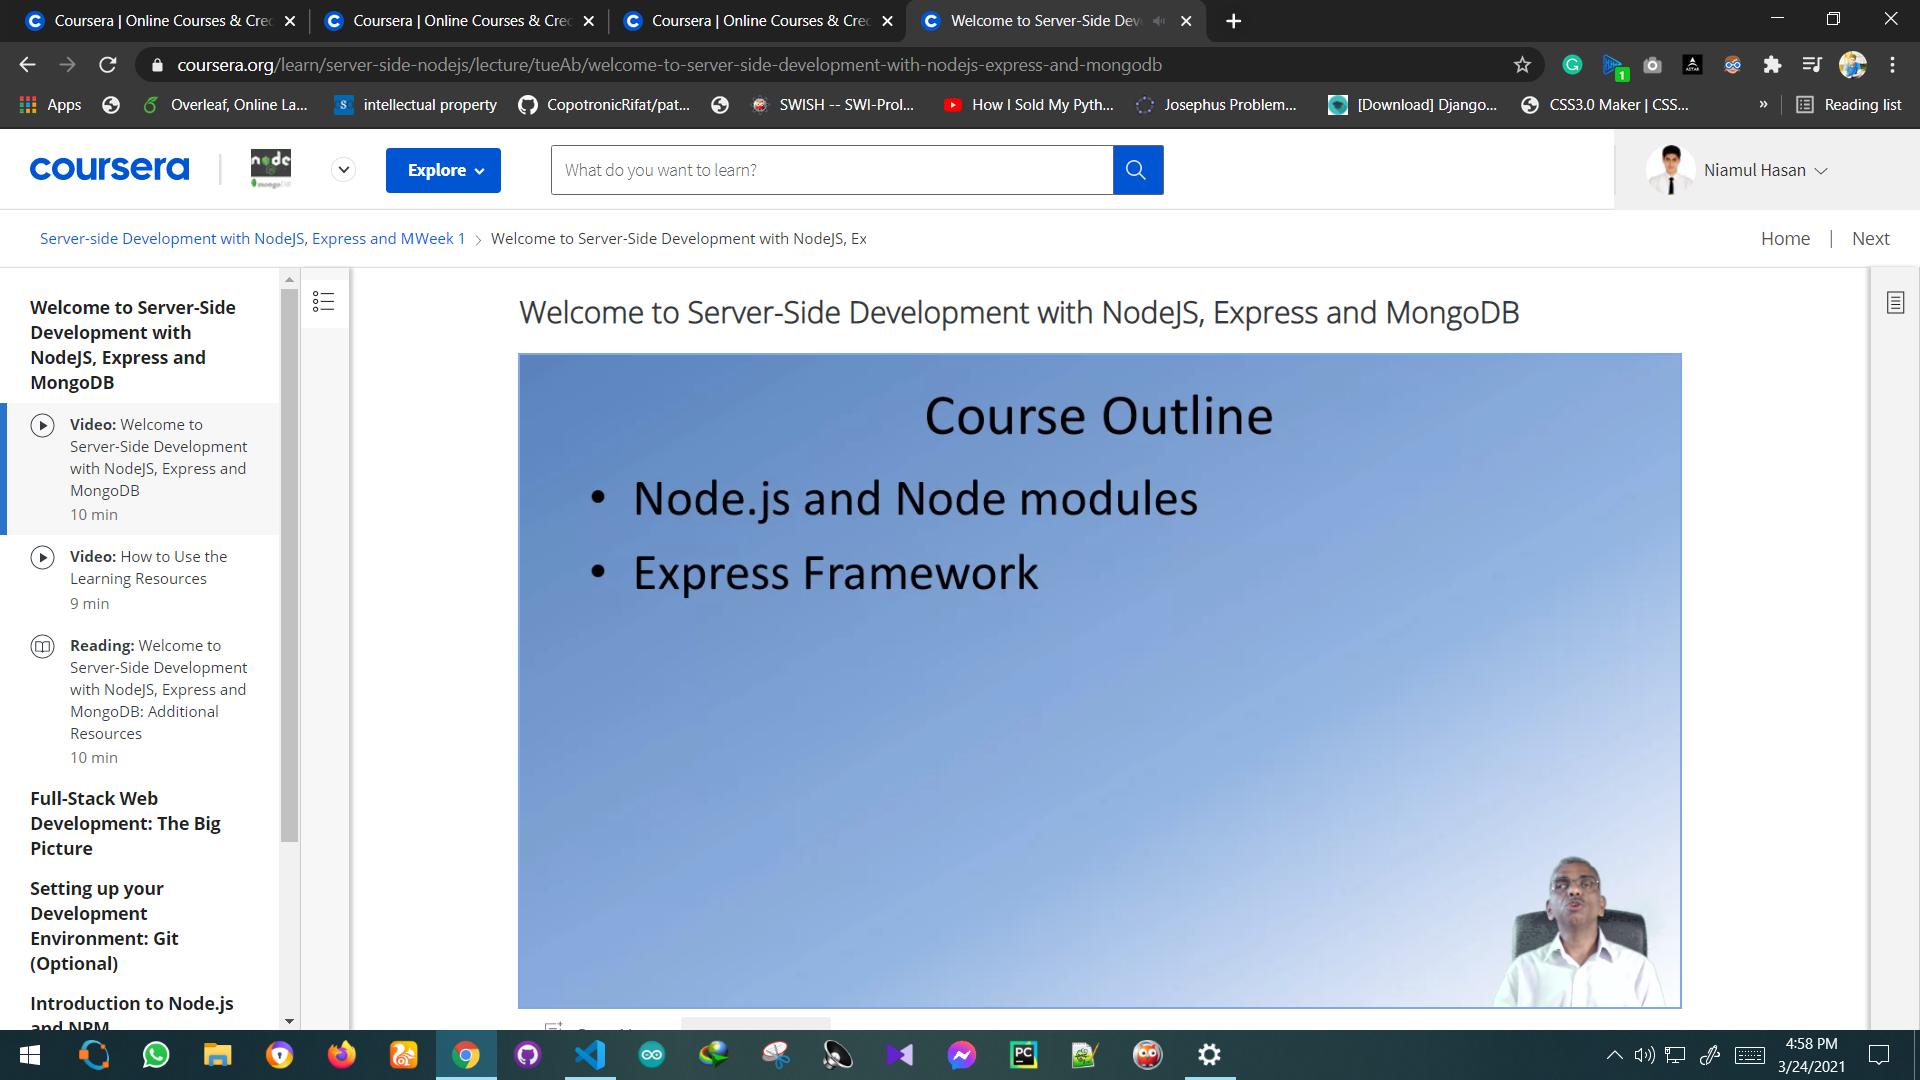 Coursera | Online Courses & Crec
Coursera | Online Courses & Crec
Coursera | Online Courses & Crec
Welcome to Server-Side Dev
coursera.org/learn/server-side-nodejs/lecture/tueAb/welcome-to-server-side-development-with-nodejs-express-and-mongodb
1
Apps
Overleaf, Online La...
S intellectual property
CopotronicRifat/pat...
SWISH -- SWI-Prol...
How I Sold My Pyth...
Josephus Problem...
[Download] Django...
CSS3.0 Maker | CSS...
»
Reading list
coursera
node
mongoDB
Explore
What do you want to learn?
Niamul Hasan
Server-side Development with NodeJS, Express and MWeek 1 > Welcome to Server-Side Development with NodeJS, Ex
Home | Next
Welcome to Server-Side
Development with
NodeJS, Express and
MongoDB
Video: Welcome to
Server-Side Development
with NodeJS, Express and
MongoDB
10 min
Video: How to Use the
Learning Resources
9 min
Reading: Welcome to
Server-Side Development
with NodeJS, Express and
MongoDB: Additional
Resources
10 min
Full-Stack Web
Development: The Big
Picture
Setting up your
Development
Environment: Git
(Optional)
Introduction to Node.js
and NPM
Welcome to Server-Side Development with NodeJS, Express and MongoDB
Course Outline
• Node.js and Node modules
• Express Framework
PC
4:58 PM
3/24/2021